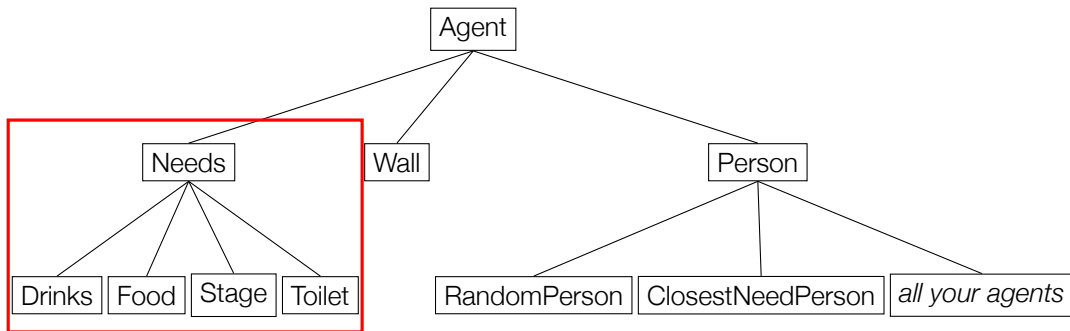 Agent
Needs
Wall
Person
Drinks
Food
Stage
Toilet
RandomPerson
ClosestNeedPerson
all your agents